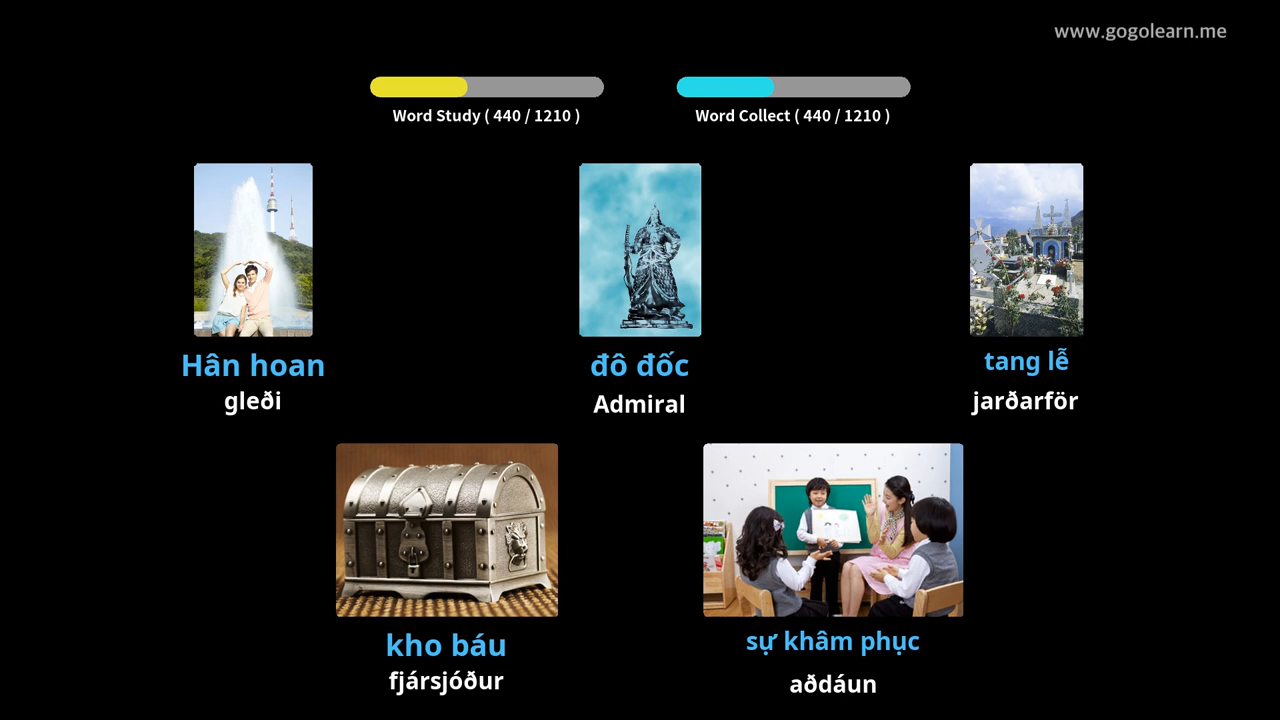 www.gogolearn.me
Word Study ( 440 / 1210 )
Word Collect ( 440 / 1210 )
Hân hoan
gleði
đô đốc
Admiral
tang lễ
jarðarför
kho báu
fjársjóður
sự khâm phục
aðdáun